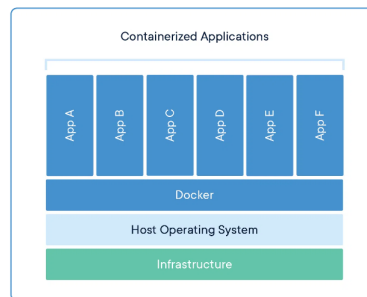 Containerized Applications
App A
App B
App C
App D
App E
App F
Docker
Host Operating System
Infrastructure